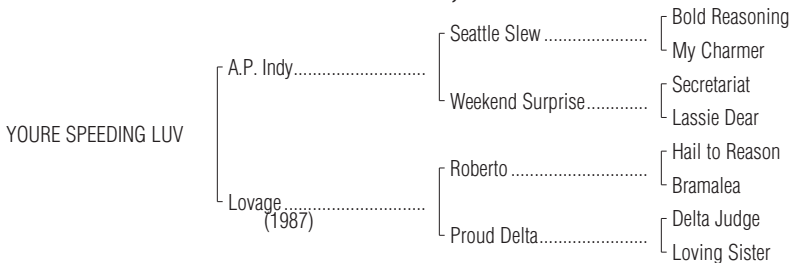 Bold Reasoning
Seattle Slew
My Charmer
A.P. Indy
Secretariat
Weekend Surprise
Lassie Dear
YOURE SPEEDING LUV
Hail to Reason
Roberto
Bramalea
Lovage
(1987)
Delta Judge
Proud Delta
Loving Sister